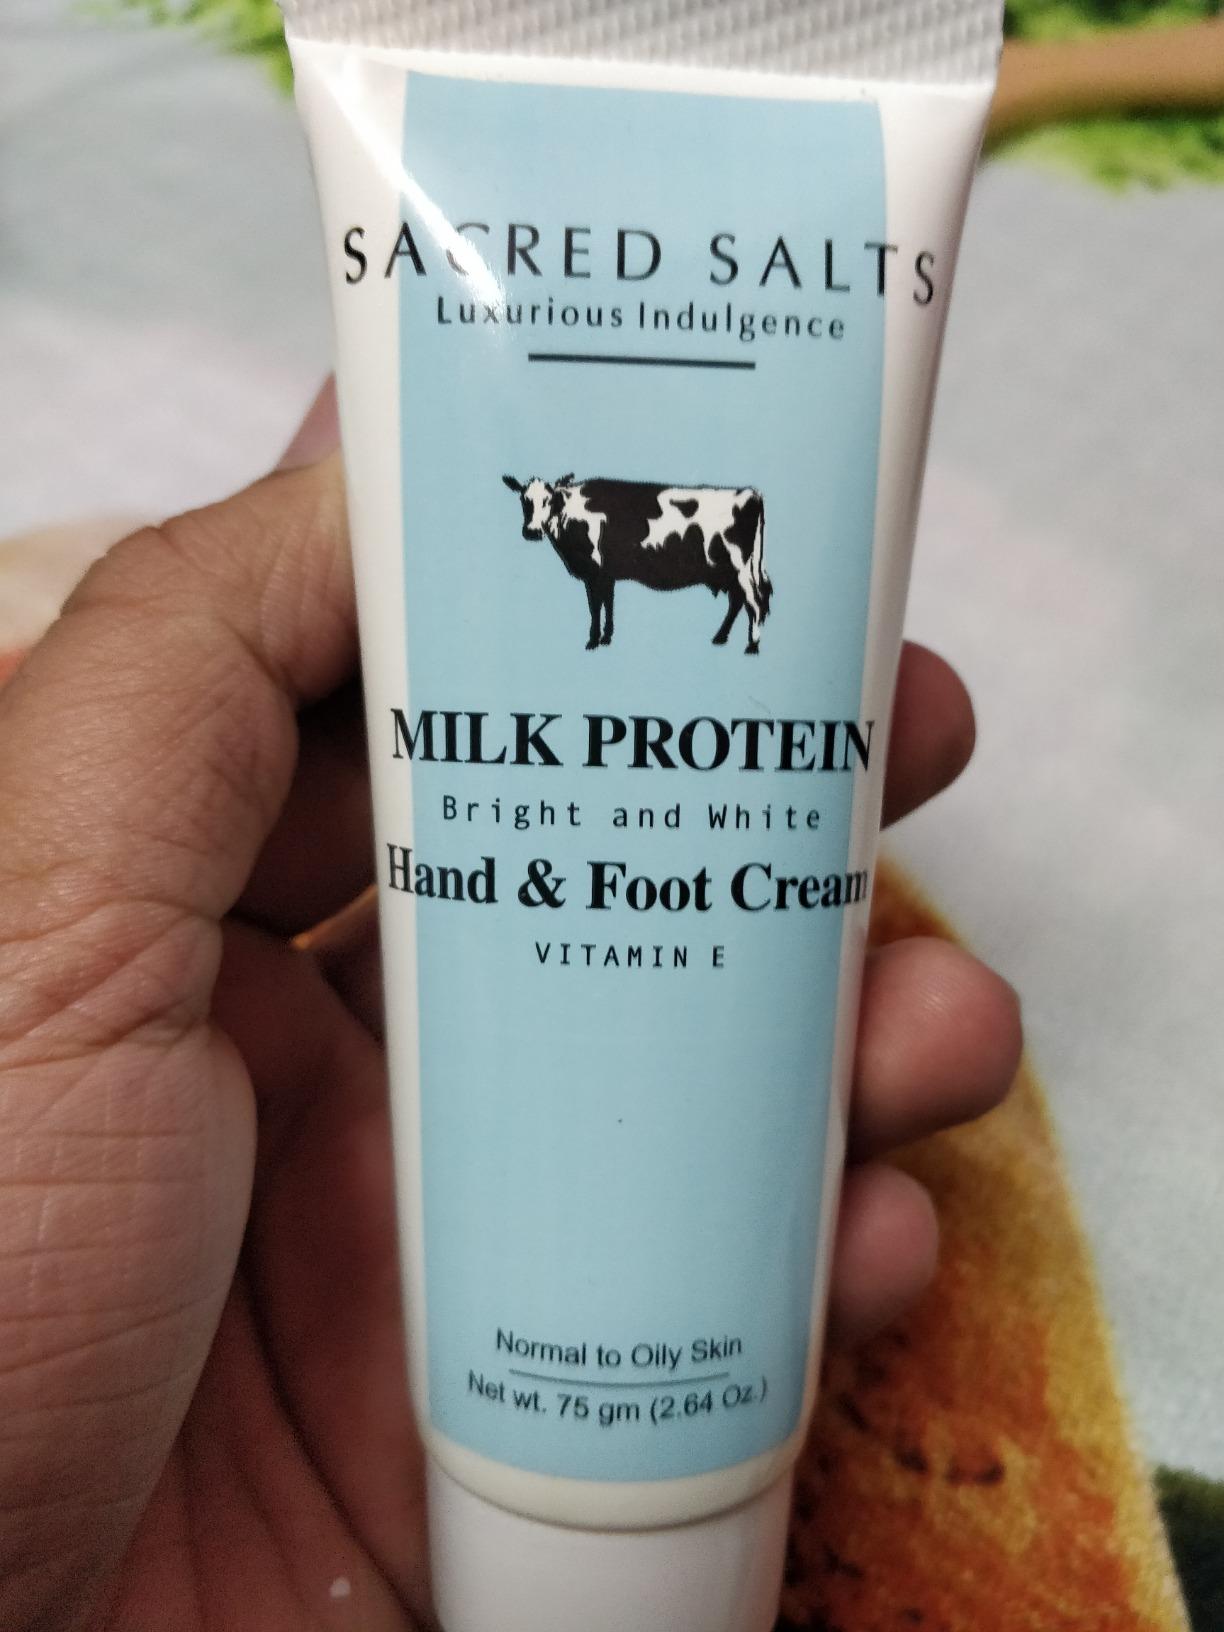 SACRED SALTS
Luxurious Indulgence
MILK PROTEIN
Bright and White
Hand & Foot Cream
VITAMIN E
Normal to Oily Skin
Net wt. 75 gm (2.64 Oz.)